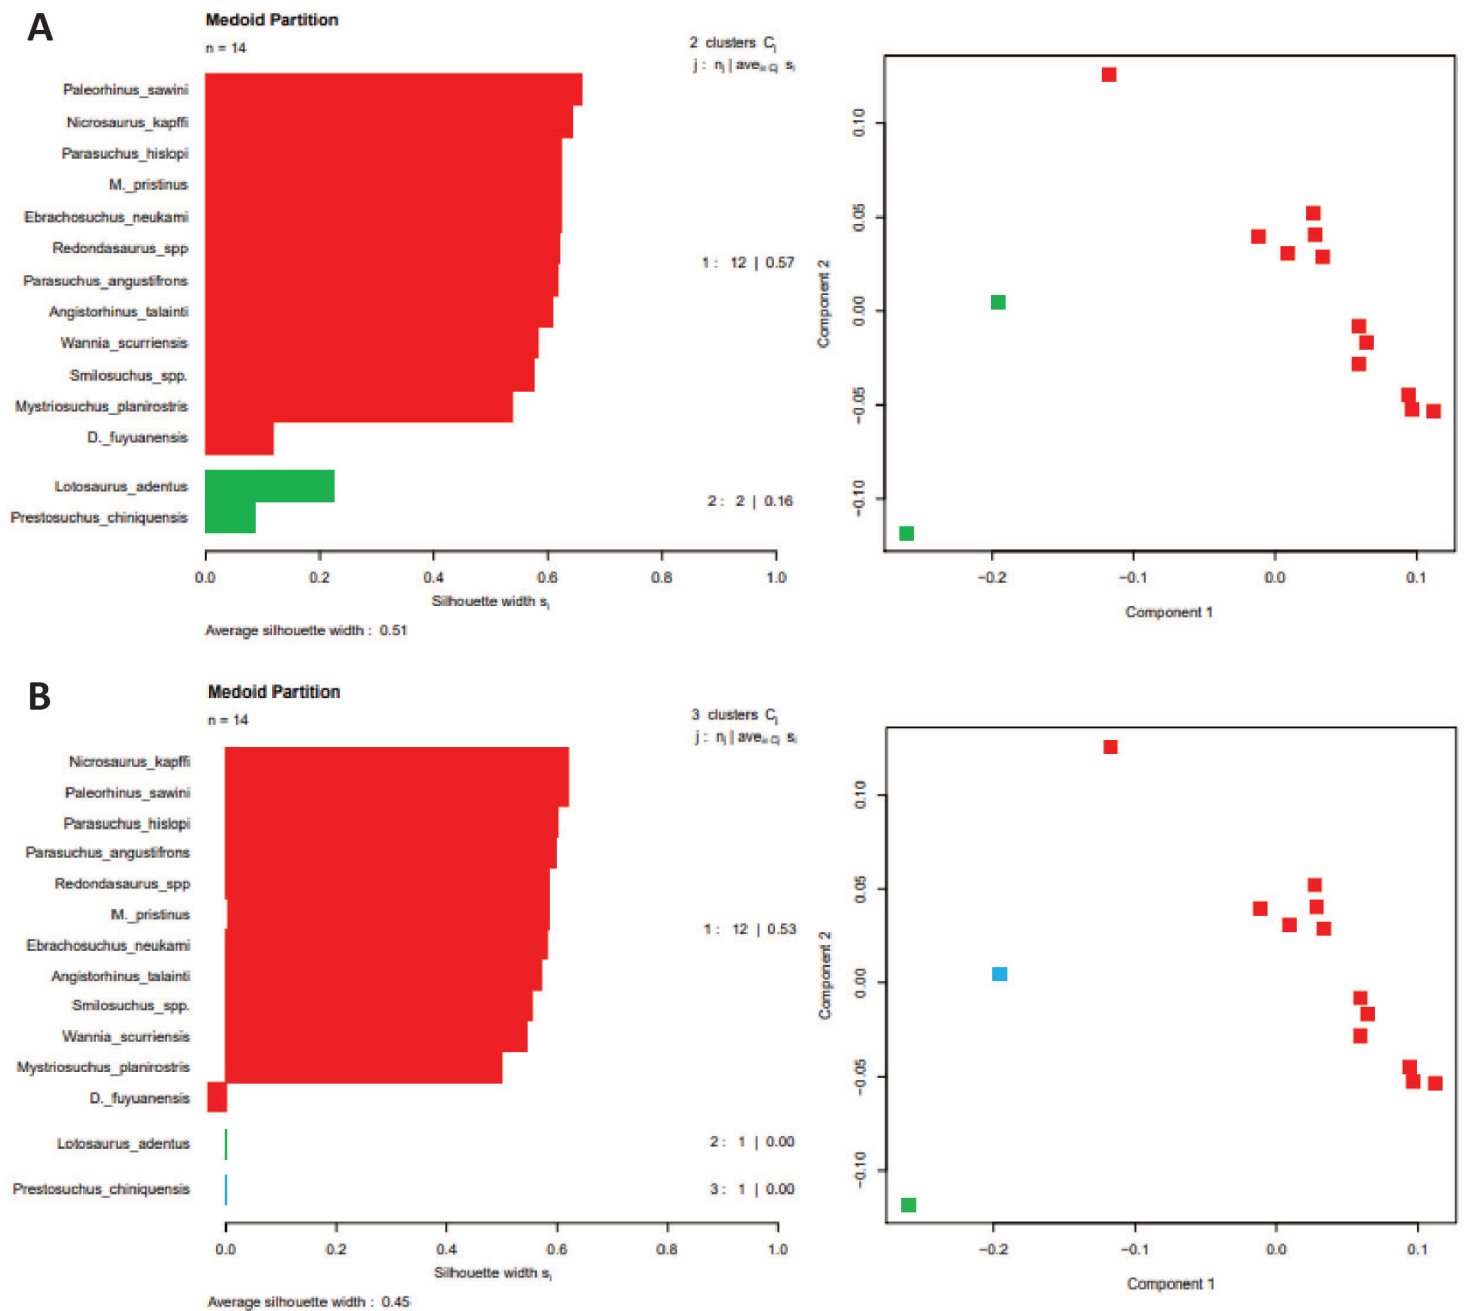 A
Medoid Partition
n = 14
2 clusters Cj
j : nj | avei∈Cj si
Paleorhinus_sawini
Nicrosaurus_kapffi
Parasuchus_hislopi
M._pristinus
Ebrachosuchus_neukami
Redondasaurus_spp
Parasuchus_angustifrons
Angistorhinus_talainti
Wannia_scurriensis
Smilosuchus_spp.
Mystriosuchus_planirostris
D._fuyuanensis
Lotosaurus_adentus
Prestosuchus_chiniquensis
1 : 12 | 0.57
2 : 2 | 0.16
0.0 0.2 0.4 0.6 0.8 1.0
Silhouette width si
Average silhouette width : 0.51
Component 2
0.10
0.05
0.00
−0.05
−0.10
−0.2 −0.1 0.0 0.1
Component 1
B
Medoid Partition
n = 14
3 clusters Cj
j : nj | avei∈Cj si
Nicrosaurus_kapffi
Paleorhinus_sawini
Parasuchus_hislopi
Parasuchus_angustifrons
Redondasaurus_spp
M._pristinus
Ebrachosuchus_neukami
Angistorhinus_talainti
Smilosuchus_spp.
Wannia_scurriensis
Mystriosuchus_planirostris
D._fuyuanensis
Lotosaurus_adentus
Prestosuchus_chiniquensis
1 : 12 | 0.53
2 : 1 | 0.00
3 : 1 | 0.00
0.0 0.2 0.4 0.6 0.8 1.0
Silhouette width si
Average silhouette width : 0.45
Component 2
0.10
0.05
0.00
−0.05
−0.10
−0.2 −0.1 0.0 0.1
Component 1